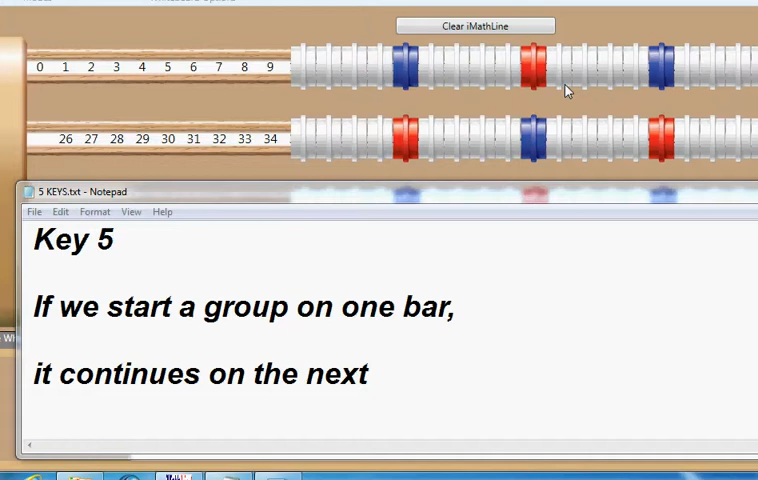 Clear iMathLine
0 1 2 3 4 5 6 7 8 9
26 27 28 29 30 31 32 33 34
5 KEYS.txt - Notepad
File Edit Format View Help
Key 5
If we start a group on one bar,
it continues on the next